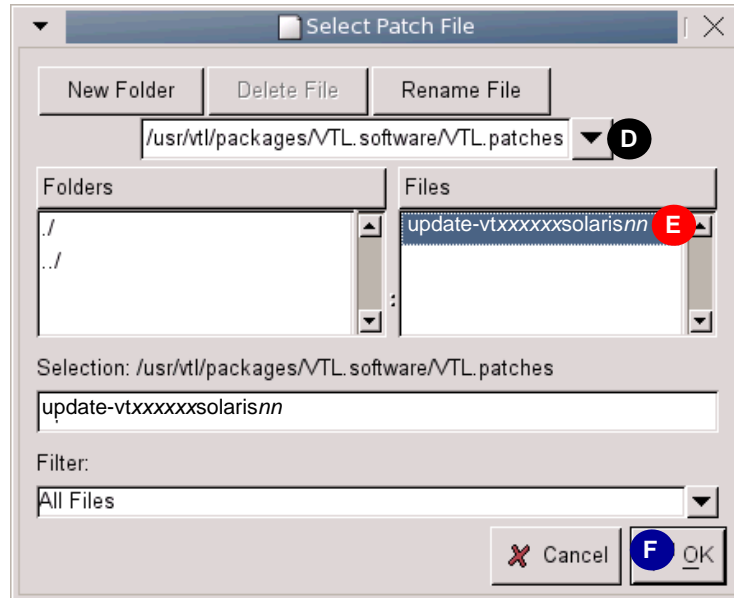 Select Patch File
New Folder Delete File Rename File
/usr/vtl/packages/VTL.software/VTL.patches D
Folders Files
./ update-vtxxxxxxsolarisnn E
../
:
Selection: /usr/vtl/packages/VTL.software/VTL.patches
update-vtxxxxxxsolarisnn
Filter:
All Files
Cancel F OK